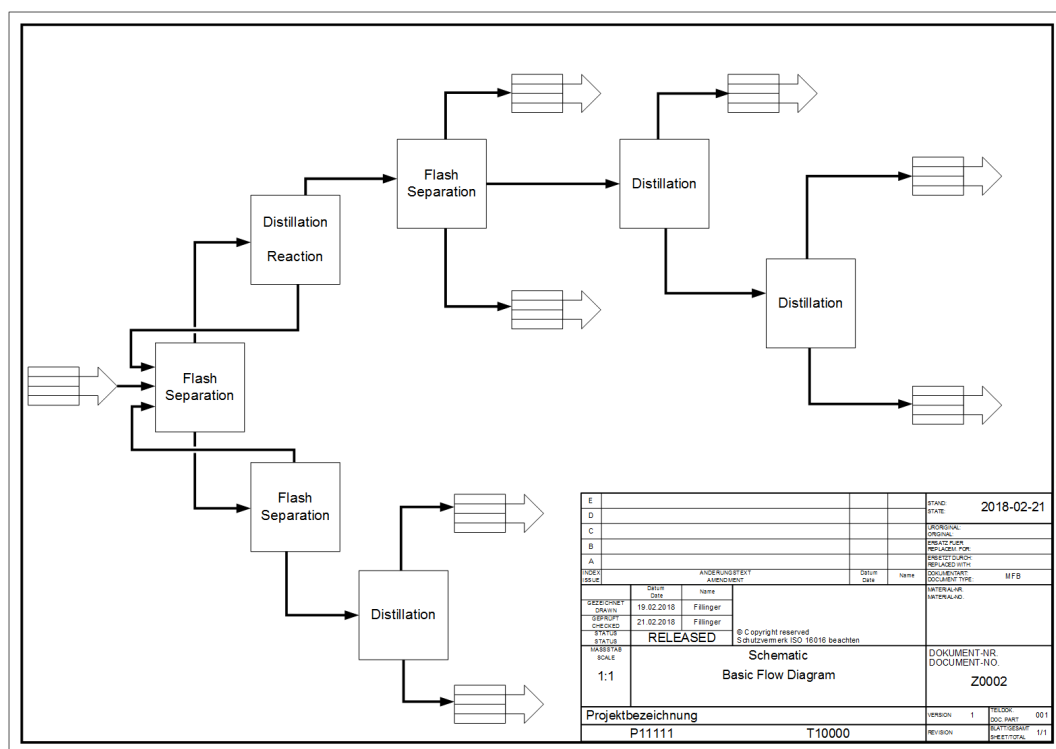 Flash
Separation
Distillation
Distillation
Reaction
Distillation
Flash
Separation
Flash
Separation
Distillation
E
D
C
B
A
INDEX
ISSUE
ÄNDERUNGSTEXT
AMENDMENT
Datum
Date
Name
STAND:
STATE:
2018-02-21
URORIGINAL:
ORIGINAL:
ERSATZ FUER:
REPLACEM. FOR:
ERSETZT DURCH:
REPLACED WITH:
DOKUMENTART:
DOCUMENT TYPE:
MFB
Datum
Date
Name
GEZEICHNET
DRAWN
19.02.2018
Fillinger
GEPRÜFT
CHECKED
21.02.2018
Fillinger
STATUS
STATUS
RELEASED
© Copyright reserved
Schutzvermerk ISO 16016 beachten
MATERIAL-NR.
MATERIAL-NO.
MASSSTAB
SCALE
1:1
Schematic
Basic Flow Diagram
DOKUMENT-NR.
DOCUMENT-NO.
Z0002
Projektbezeichnung
VERSION 1
TEILDOK.
DOC. PART
001
P11111 T10000
REVISION
BLATT/GESAMT
SHEET/TOTAL
1/1